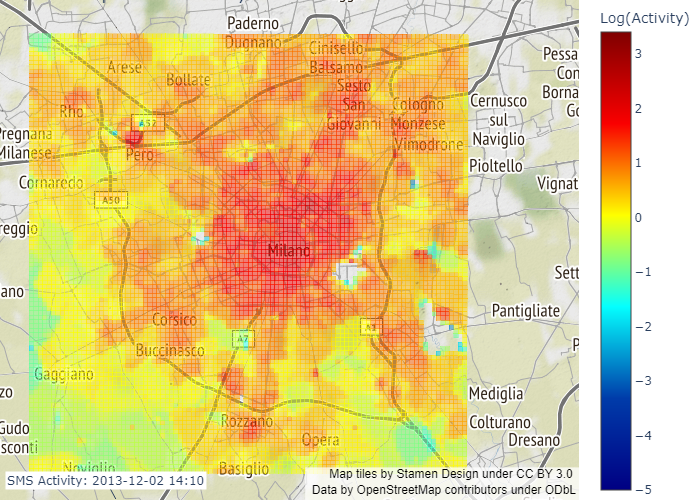 Paderno
Dugnano
Cinisello
Balsamo
Arese
Bollate
Sesto
San
Giovanni
Rho
A52
Cologno
Monzese
Vimodrone
Pessa
Con
Borna
Go
Cernusco
sul
Naviglio
Pregnana
Milanese
Pero
Pioltello
Cornaredo
Vignat
A50
reggio
Milano
Sett
ano
Pantigliate
Corsico
A7
Buccinasco
P
Gaggiano
Mediglia
zo
Rozzano
Colturano
Gudo
sconti
Opera
Dresano
Noviglio
Basiglio
SMS Activity: 2013-12-02 14:10
Map tiles by Stamen Design under CC BY 3.0
Data by OpenStreetMap contributors under ODbL
Log(Activity)
3
2
1
0
−1
−2
−3
−4
−5